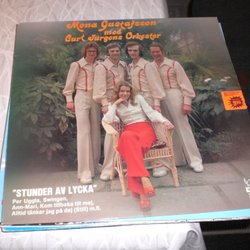 Mona Gustafsson
med
Curt Jürgens Orkester
"STUNDER AV LYCKA"
Per Uggla, Swingen,
Ann-Mari, Kom tillbaka till mej,
Alltid tänker jag på dej (Still) m.fl.